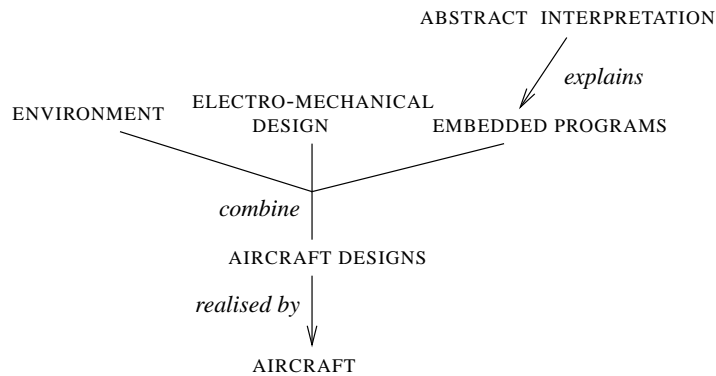 ABSTRACT INTERPRETATION
explains
ENVIRONMENT
ELECTRO-MECHANICAL
DESIGN
EMBEDDED PROGRAMS
combine
AIRCRAFT DESIGNS
realised by
AIRCRAFT